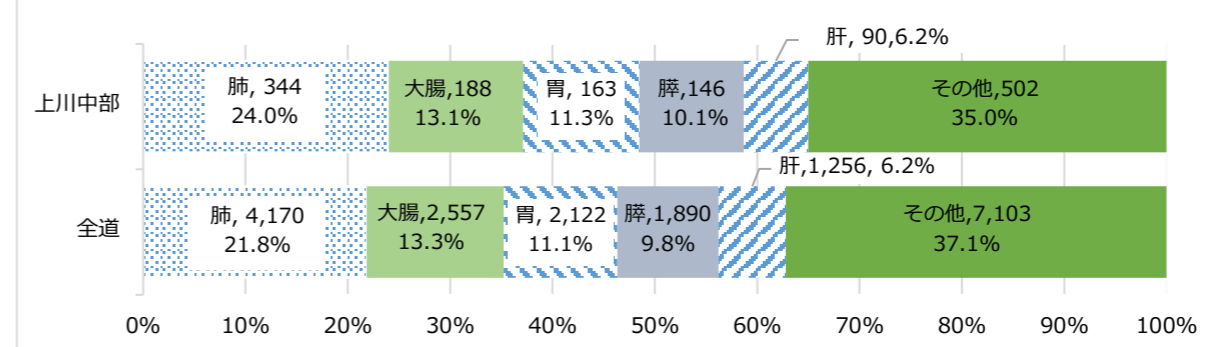 肝, 90,6.2%
上川中部
肺, 344
24.0%
大腸,188
13.1%
胃, 163
11.3%
膵,146
10.1%
その他,502
35.0%
肝,1,256, 6.2%
全道
肺, 4,170
21.8%
大腸,2,557
13.3%
胃, 2,122
11.1%
膵,1,890
9.8%
その他,7,103
37.1%
0% 10% 20% 30% 40% 50% 60% 70% 80% 90% 100%